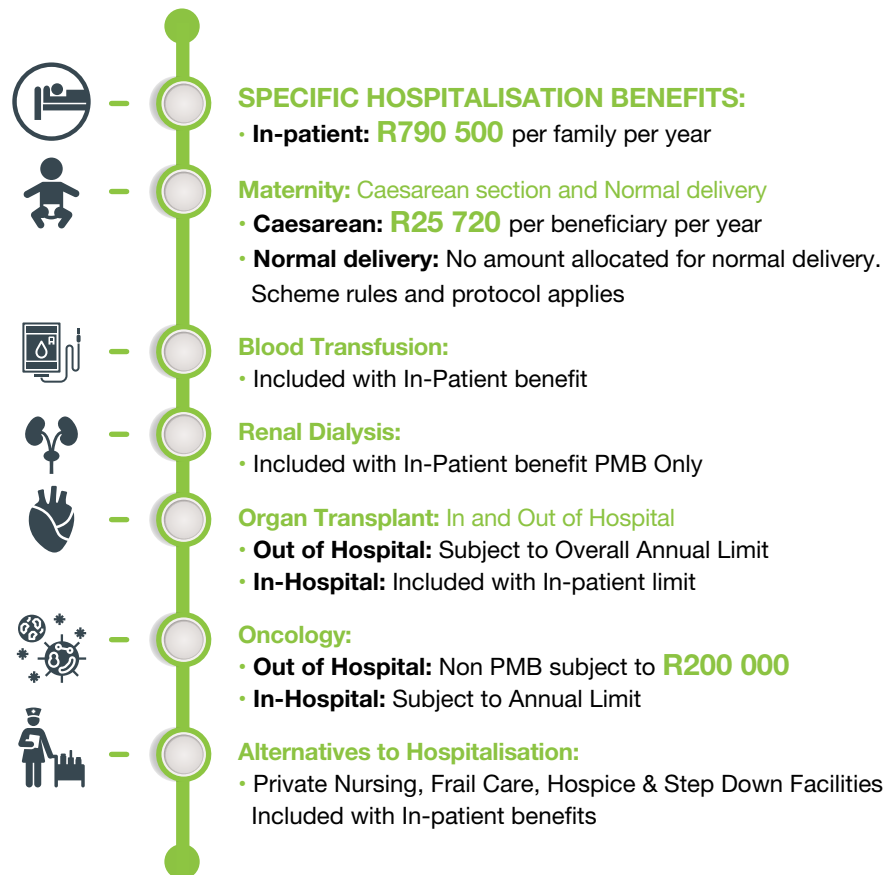 SPECIFIC HOSPITALISATION BENEFITS:
· In-patient: R790 500 per family per year
Maternity: Caesarean section and Normal delivery
· Caesarean: R25 720 per beneficiary per year
· Normal delivery: No amount allocated for normal delivery.
Scheme rules and protocol applies
Blood Transfusion:
· Included with In-Patient benefit
Renal Dialysis:
· Included with In-Patient benefit PMB Only
Organ Transplant: In and Out of Hospital
· Out of Hospital: Subject to Overall Annual Limit
· In-Hospital: Included with In-patient limit
Oncology:
· Out of Hospital: Non PMB subject to R200 000
· In-Hospital: Subject to Annual Limit
Alternatives to Hospitalisation:
· Private Nursing, Frail Care, Hospice & Step Down Facilities
Included with In-patient benefits